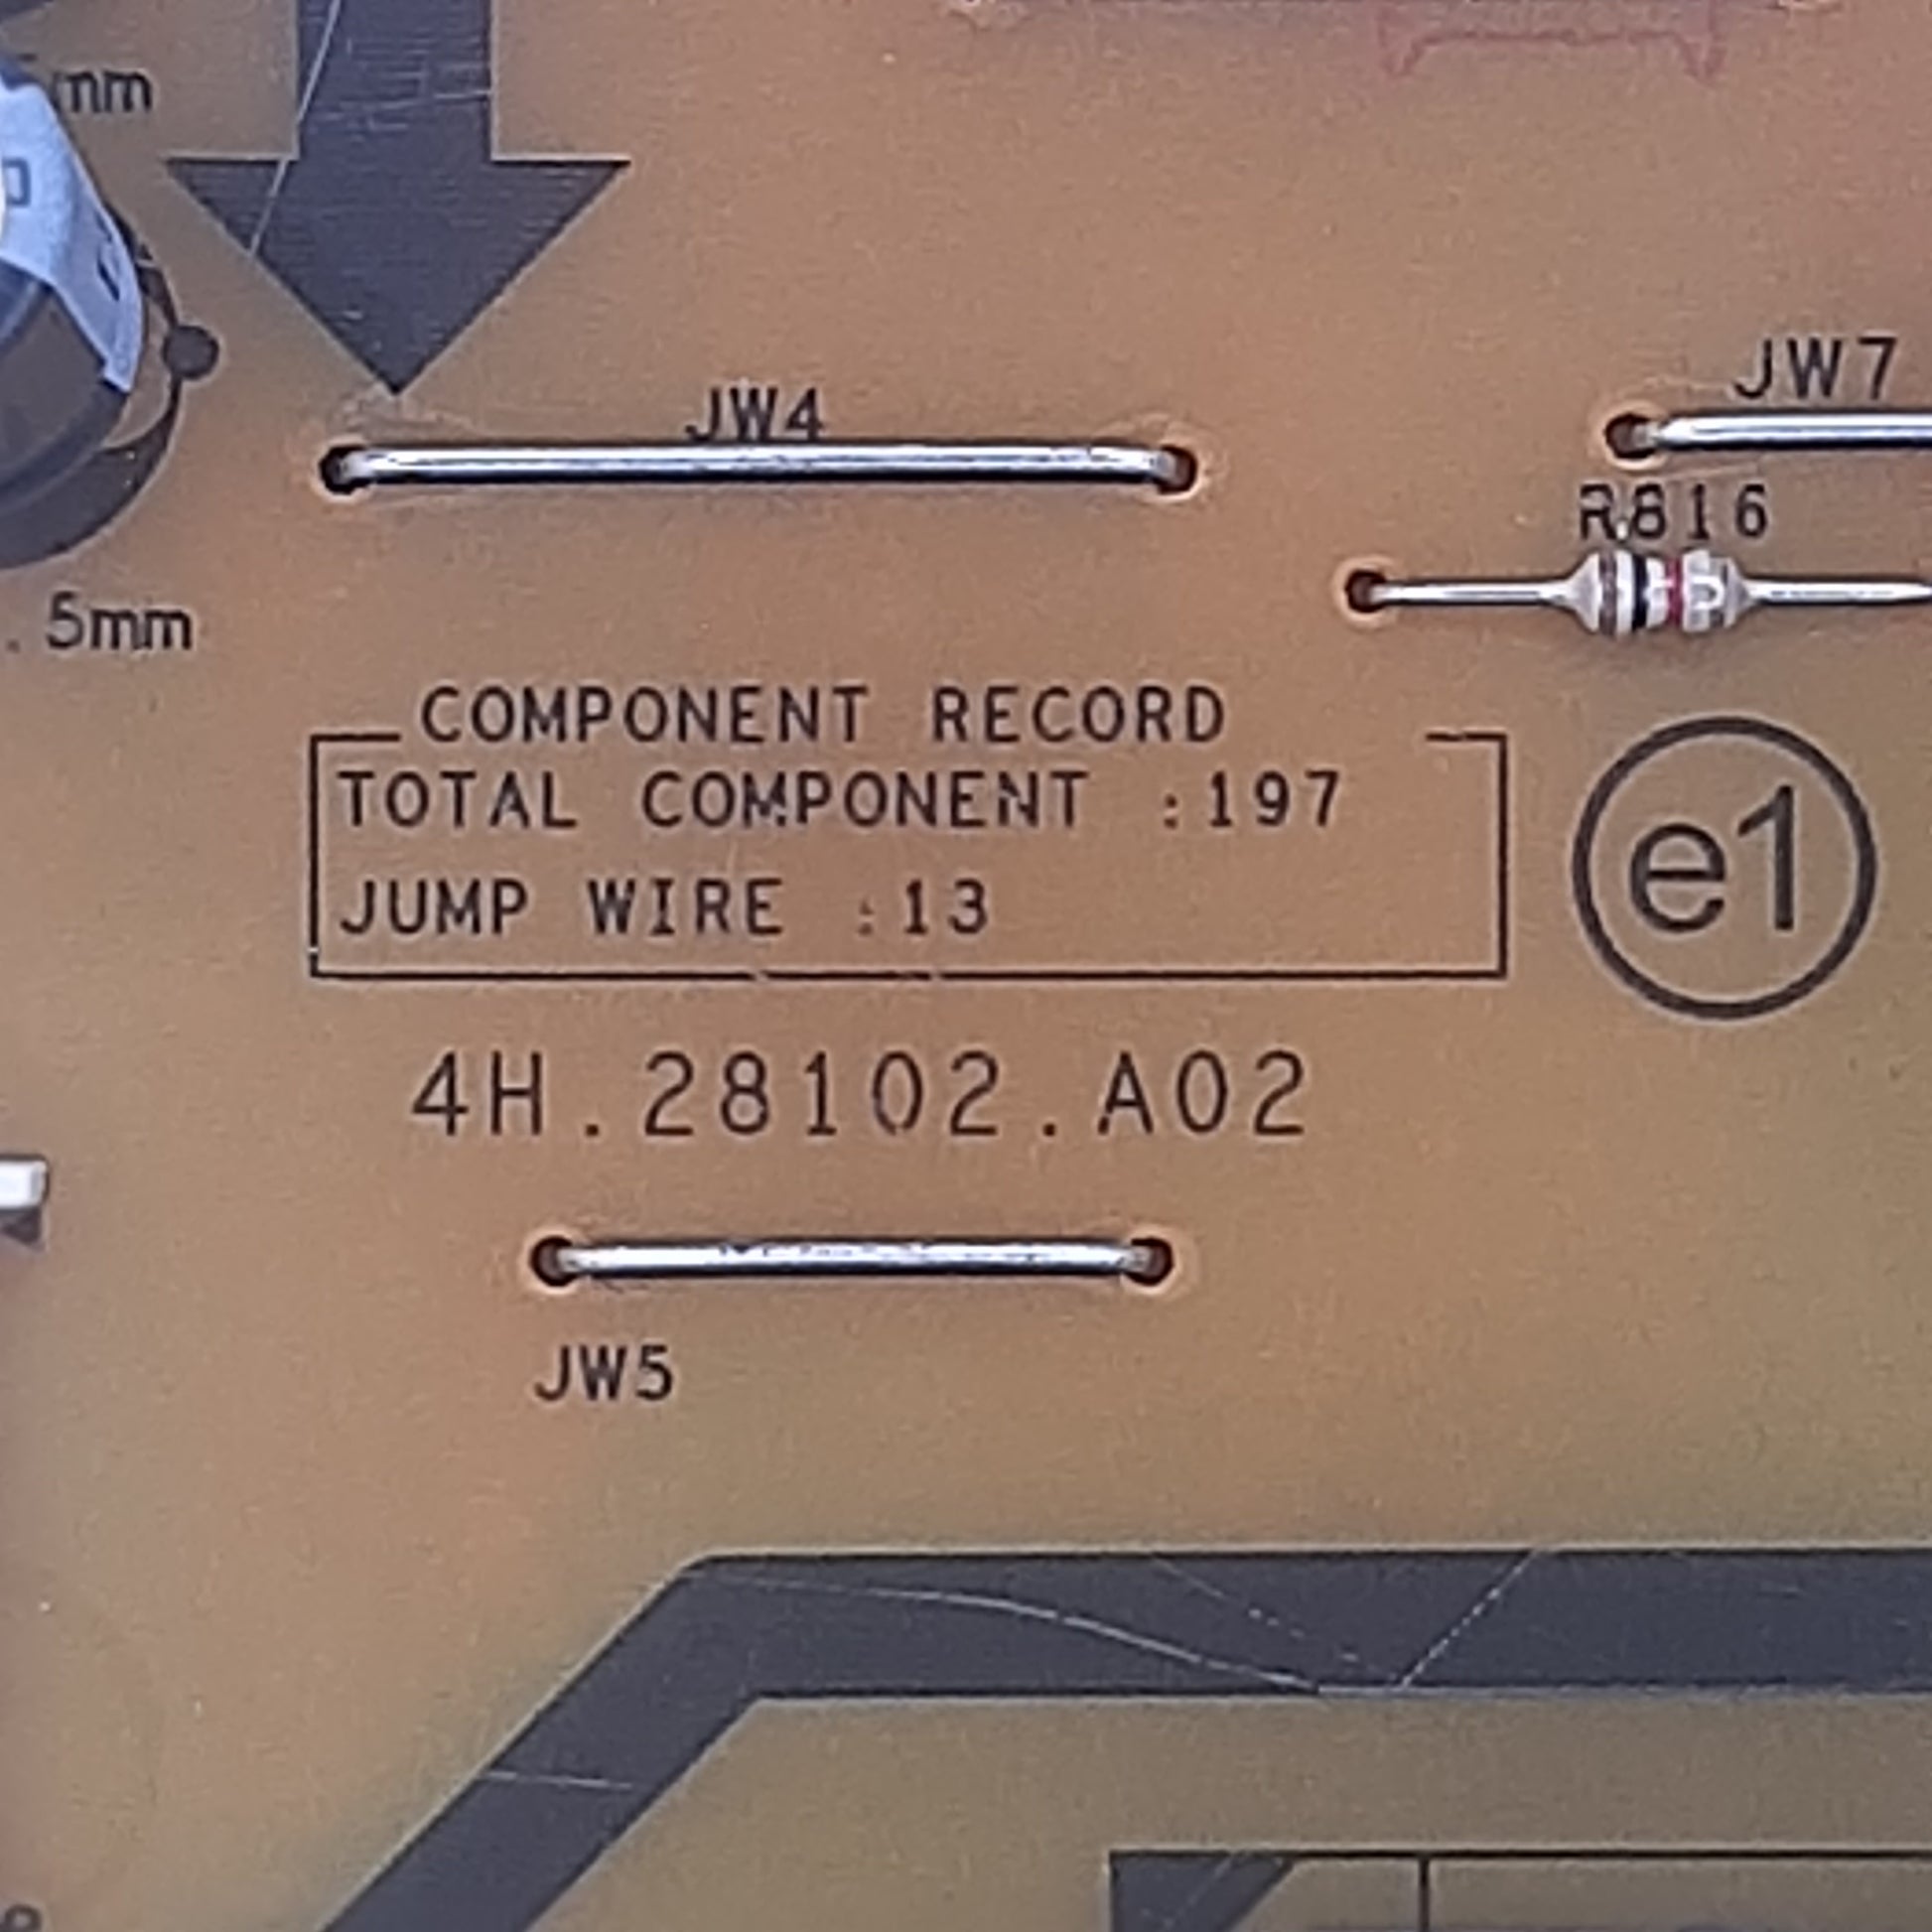 mm
JW4
JW7
R816
.5mm
COMPONENT RECORD
TOTAL COMPONENT :197
JUMP WIRE :13
e1
4H.28102.A02
JW5